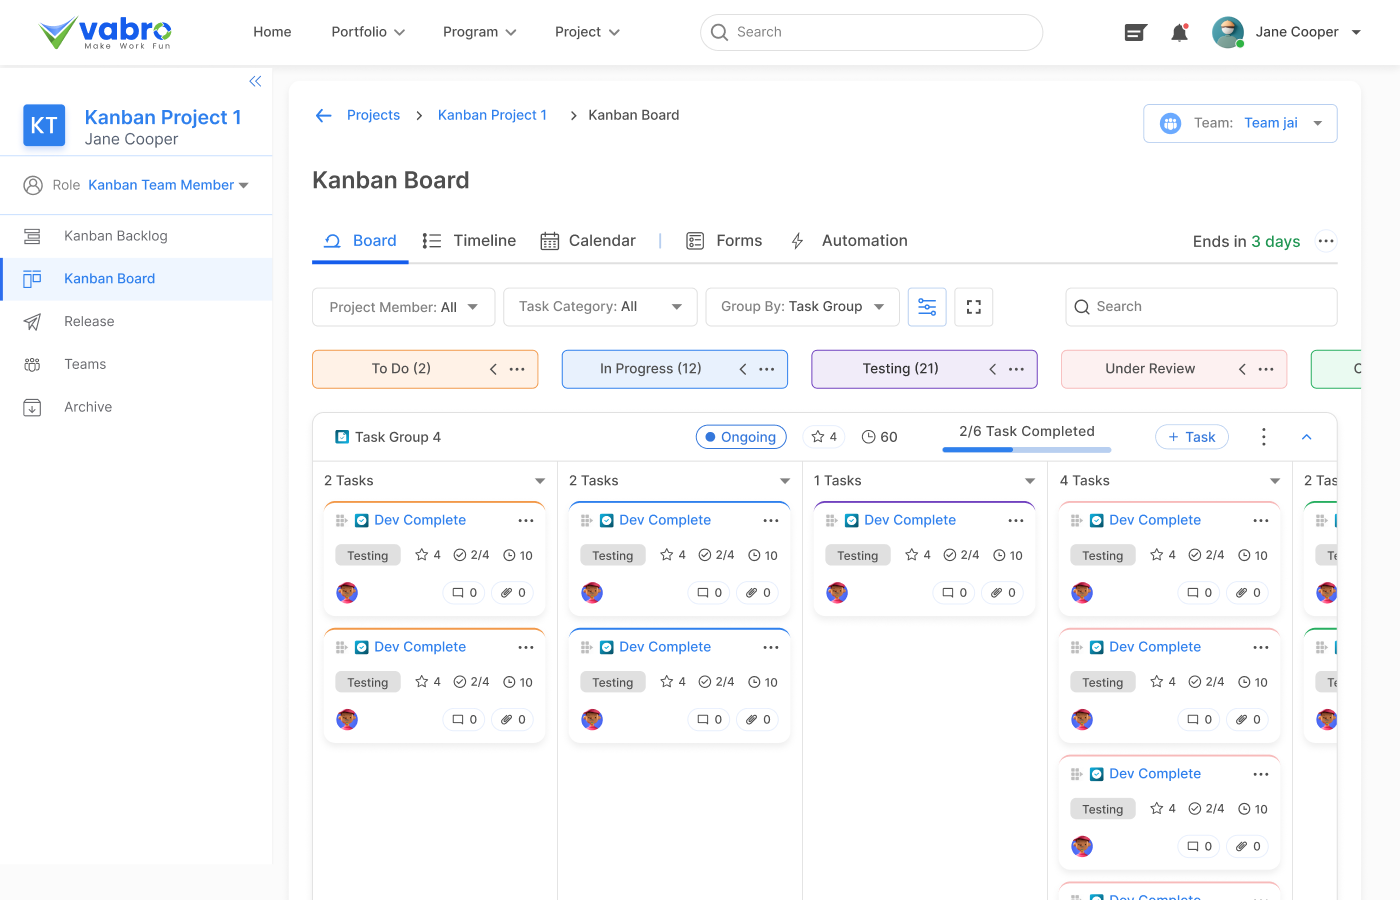 vabro
Make Work Fun
Home Portfolio Program Project Search Jane Cooper
KT Kanban Project 1
Jane Cooper
Role Kanban Team Member
Kanban Backlog
Kanban Board
Release
Teams
Archive
Projects > Kanban Project 1 > Kanban Board
Team: Team jai
Kanban Board
Board Timeline Calendar | Forms Automation Ends in 3 days
Project Member: All Task Category: All Group By: Task Group Search
To Do (2) In Progress (12) Testing (21) Under Review
Task Group 4 Ongoing 4 60 2/6 Task Completed + Task
2 Tasks 2 Tasks 1 Tasks 4 Tasks 2 Tas
Dev Complete Dev Complete Dev Complete Dev Complete
Testing 4 2/4 10 Testing 4 2/4 10 Testing 4 2/4 10 Testing 4 2/4 10 Te
0 0 0 0 0 0 0 0
Dev Complete Dev Complete Dev Complete
Testing 4 2/4 10 Testing 4 2/4 10 Testing 4 2/4 10 Te
0 0 0 0 0 0
Dev Complete
Testing 4 2/4 10
0 0
Dev Complete